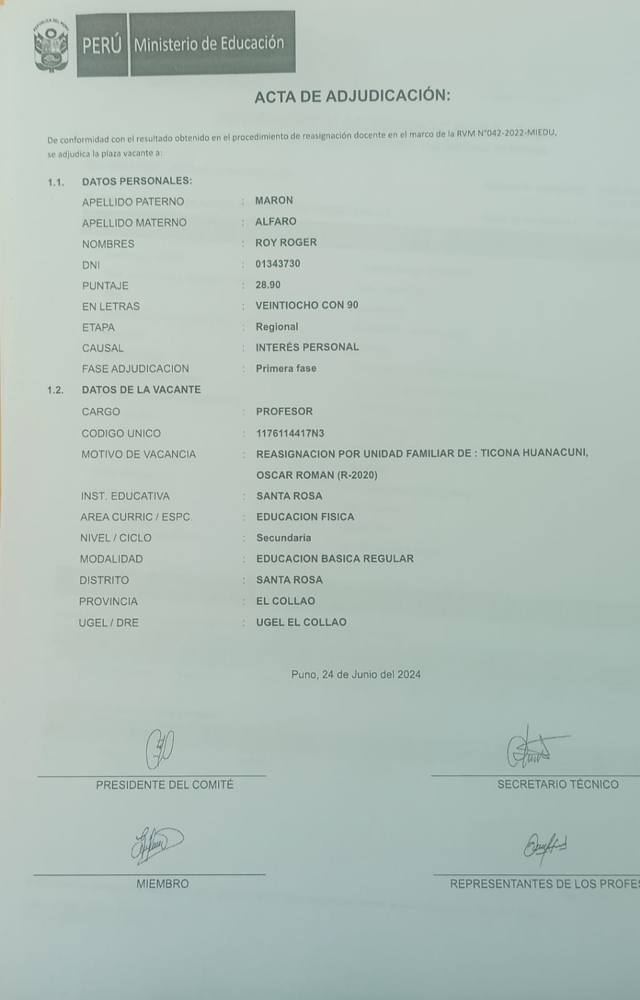 REPÚBLICA DEL PERÚ
PERÚ Ministerio de Educación
ACTA DE ADJUDICACIÓN:
De conformidad con el resultado obtenido en el procedimiento de reasignación docente en el marco de la RVM N°042-2022-MIEDU,
se adjudica la plaza vacante a:
1.1. DATOS PERSONALES:
APELLIDO PATERNO : MARON
APELLIDO MATERNO : ALFARO
NOMBRES : ROY ROGER
DNI : 01343730
PUNTAJE : 28.90
EN LETRAS : VEINTIOCHO CON 90
ETAPA : Regional
CAUSAL : INTERÉS PERSONAL
FASE ADJUDICACION : Primera fase
1.2. DATOS DE LA VACANTE
CARGO : PROFESOR
CODIGO UNICO : 1176114417N3
MOTIVO DE VACANCIA : REASIGNACION POR UNIDAD FAMILIAR DE : TICONA HUANACUNI,
OSCAR ROMAN (R-2020)
INST. EDUCATIVA : SANTA ROSA
AREA CURRIC / ESPC. : EDUCACION FISICA
NIVEL / CICLO : Secundaria
MODALIDAD : EDUCACION BASICA REGULAR
DISTRITO : SANTA ROSA
PROVINCIA : EL COLLAO
UGEL / DRE : UGEL EL COLLAO
Puno, 24 de Junio del 2024
PRESIDENTE DEL COMITÉ SECRETARIO TÉCNICO
MIEMBRO REPRESENTANTES DE LOS PROFES